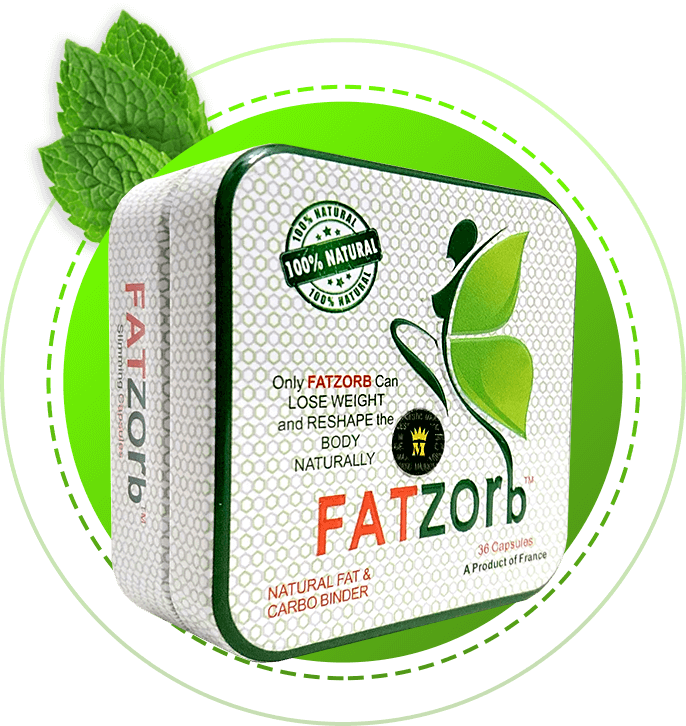 100% NATURAL
100% NATURAL
100% NATURAL
Only FATZORB Can
LOSE WEIGHT
and RESHAPE the
BODY
NATURALLY
M
FATZorb™
36 Capsules
A Product of France
NATURAL FAT &
CARBO BINDER
FATZorb™
Slimming Capsules